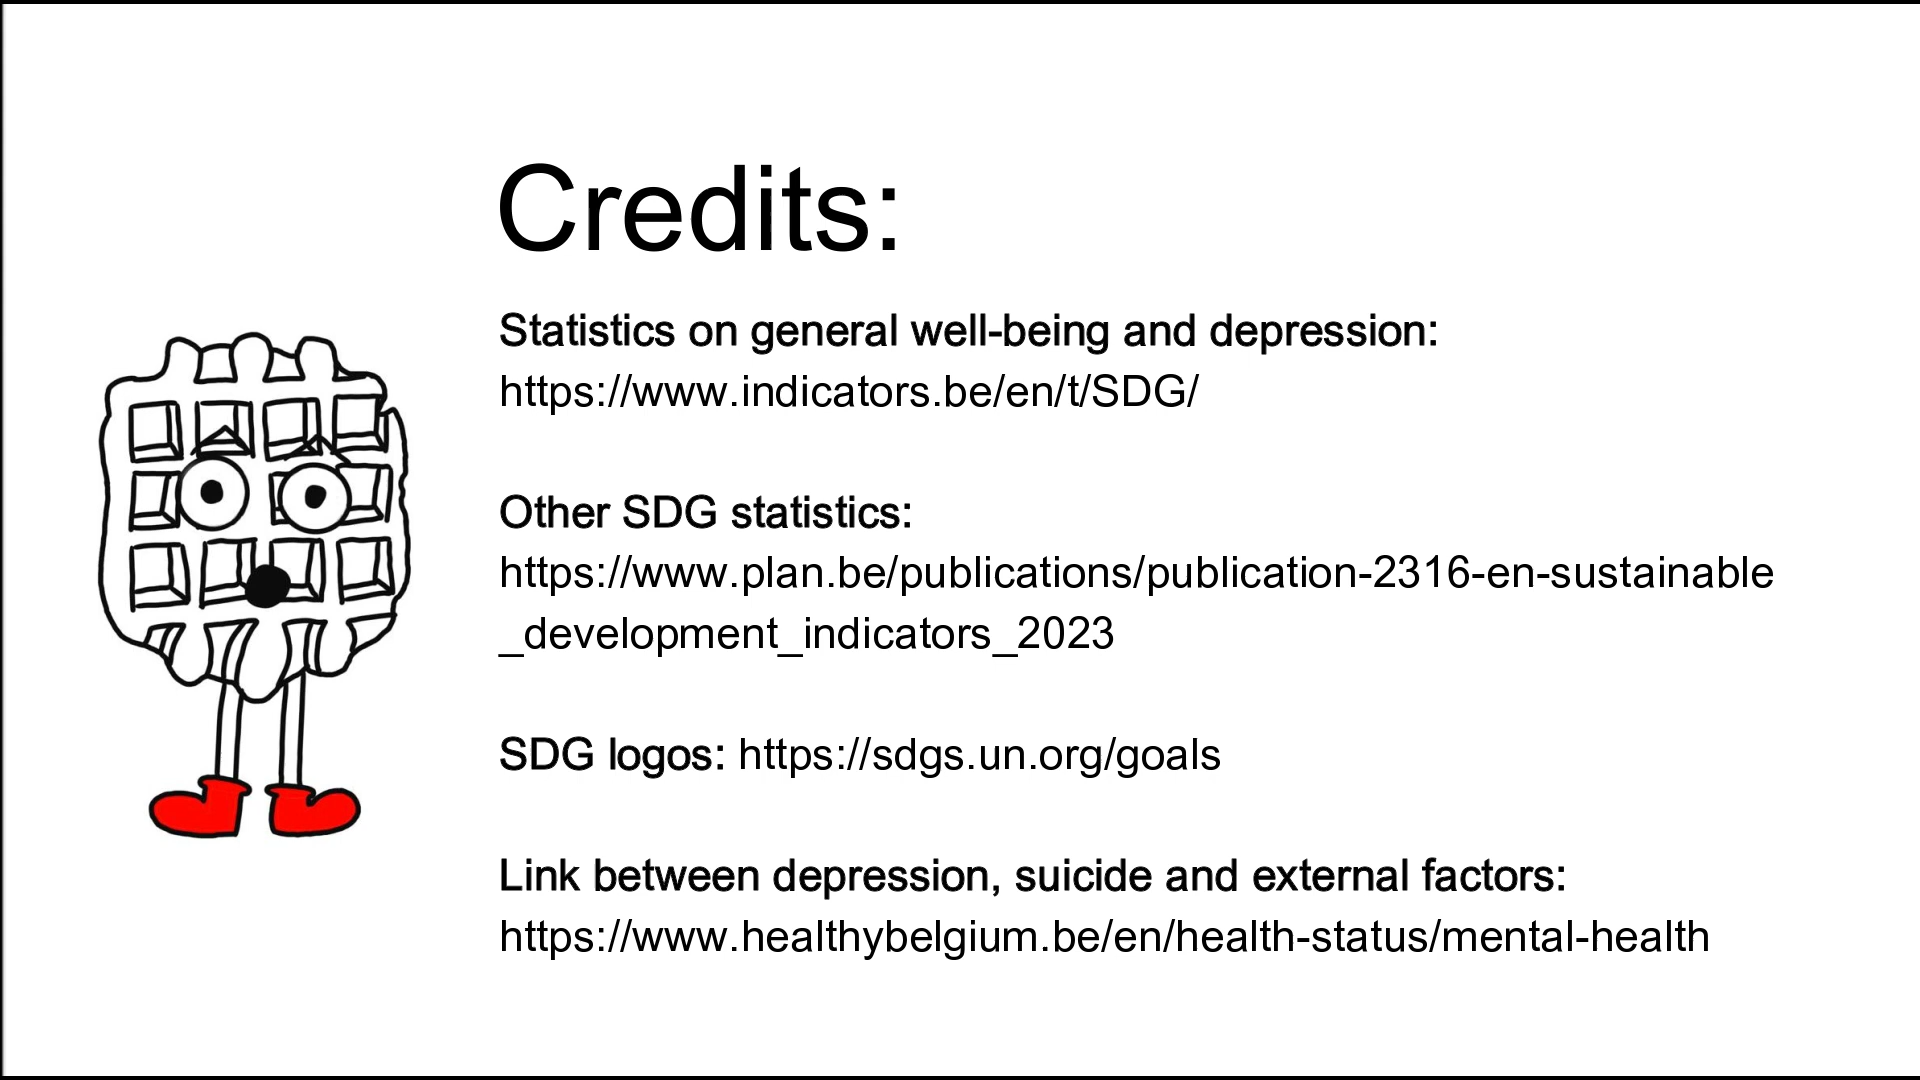 Credits:
Statistics on general well-being and depression:
https://www.indicators.be/en/t/SDG/
Other SDG statistics:
https://www.plan.be/publications/publication-2316-en-sustainable
_development_indicators_2023
SDG logos: https://sdgs.un.org/goals
Link between depression, suicide and external factors:
https://www.healthybelgium.be/en/health-status/mental-health